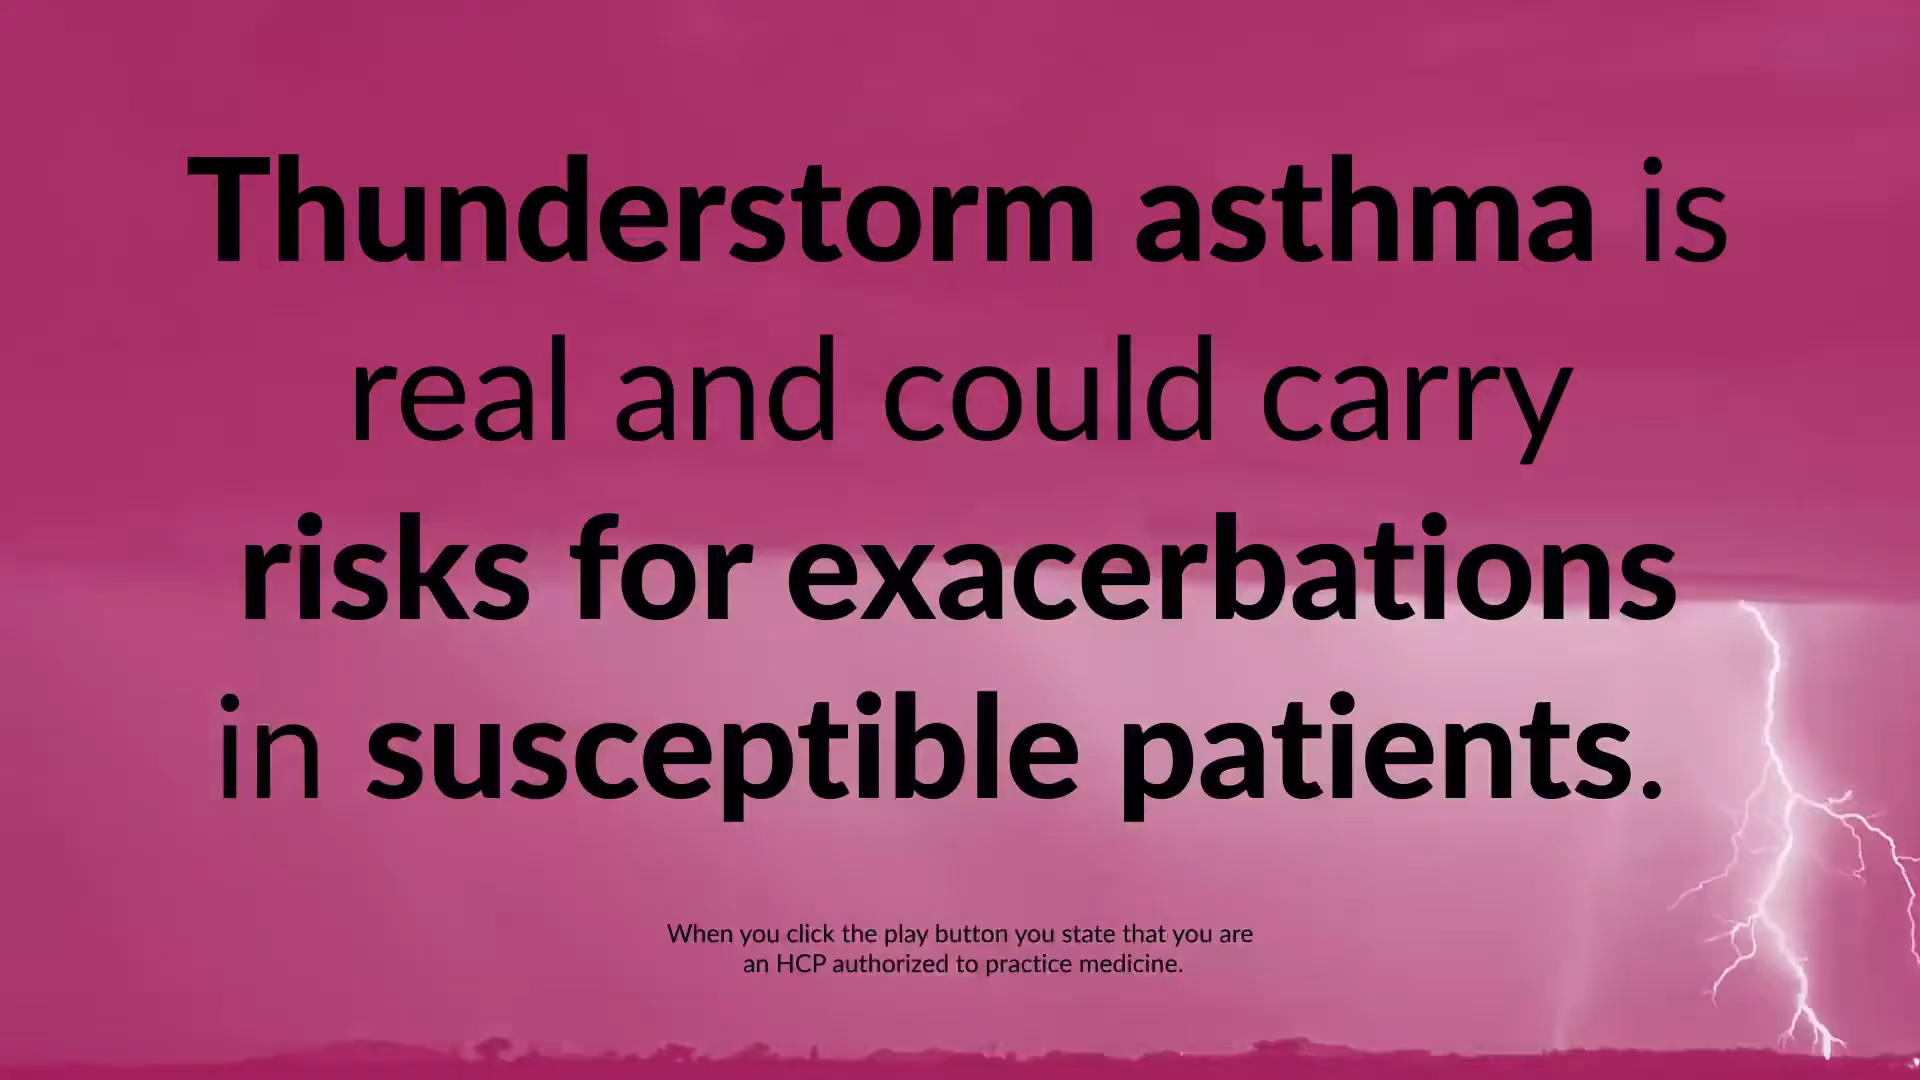 Thunderstorm asthma is
real and could carry
risks for exacerbations
in susceptible patients.
When you click the play button you state that you are
an HCP authorized to practice medicine.